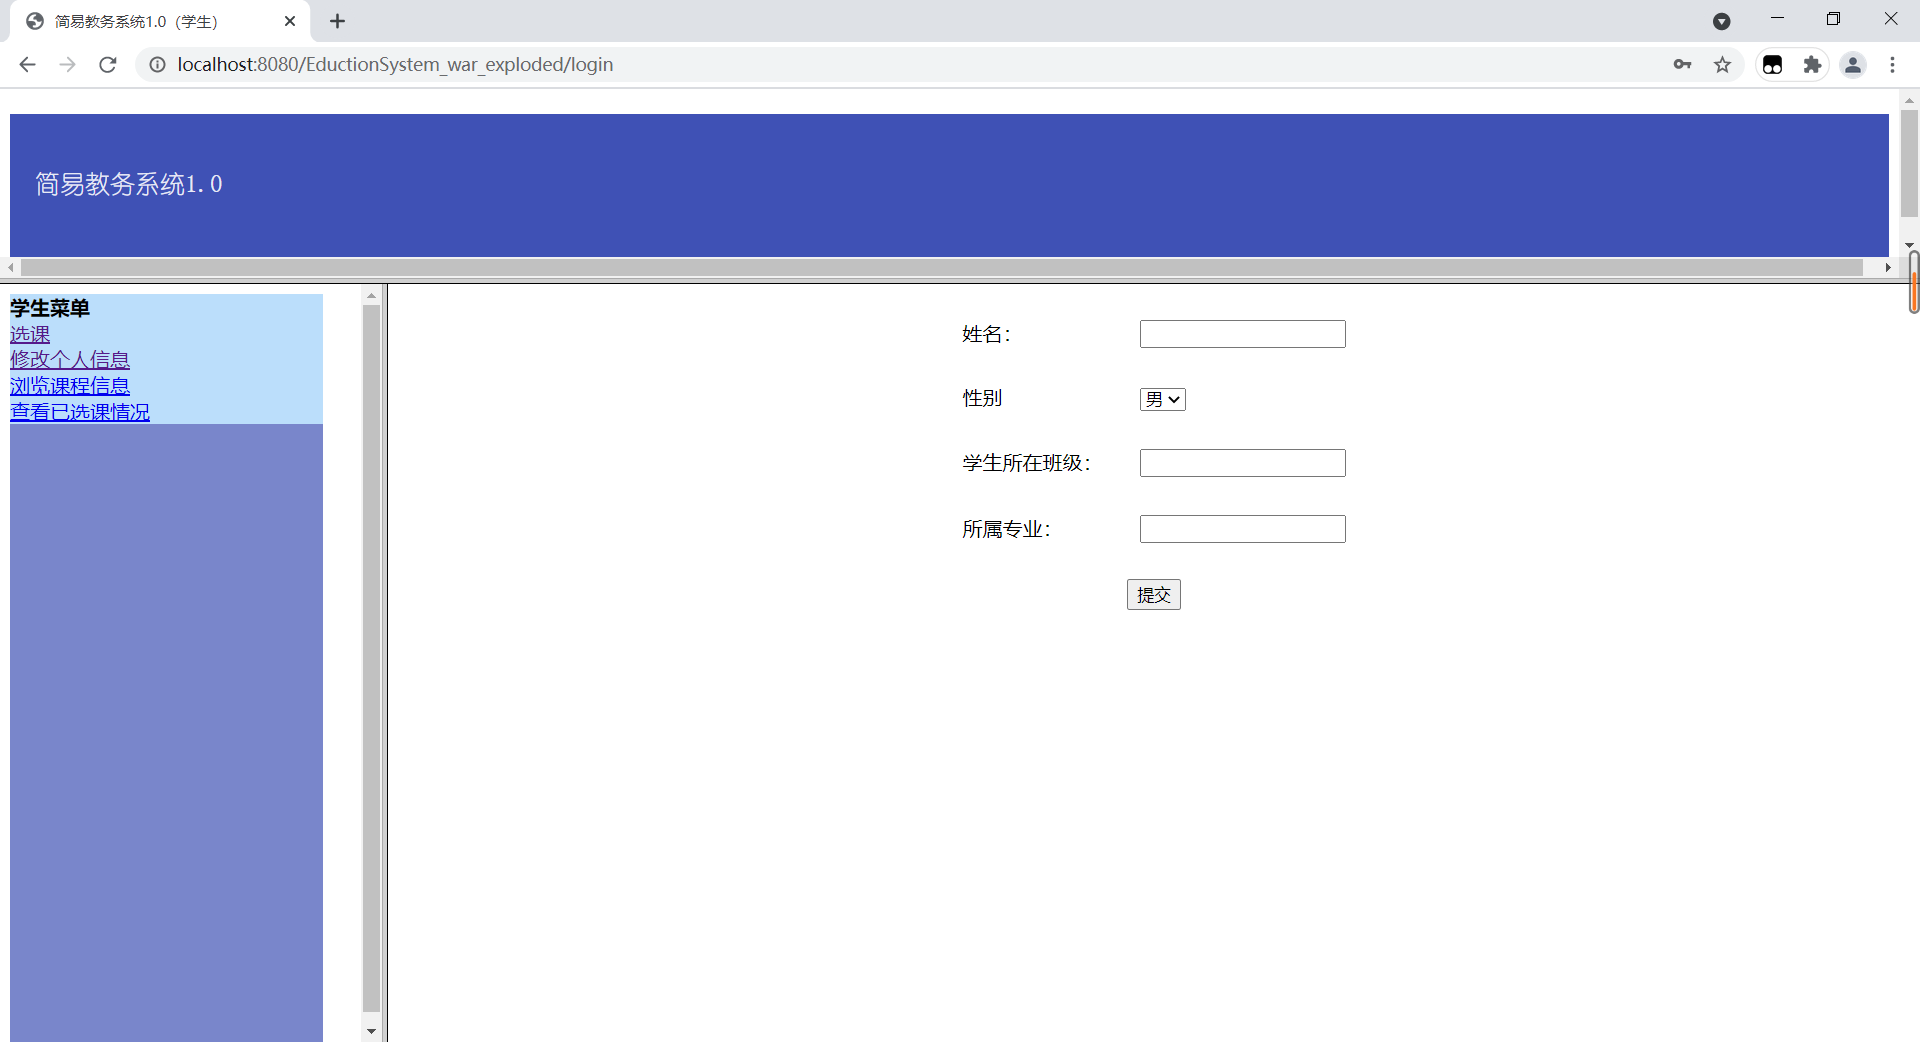 简易教务系统1.0（学生）
localhost:8080/EductionSystem_war_exploded/login
简易教务系统1.0
学生菜单
选课
修改个人信息
浏览课程信息
查看已选课情况
姓名：
性别 男
学生所在班级：
所属专业：
提交